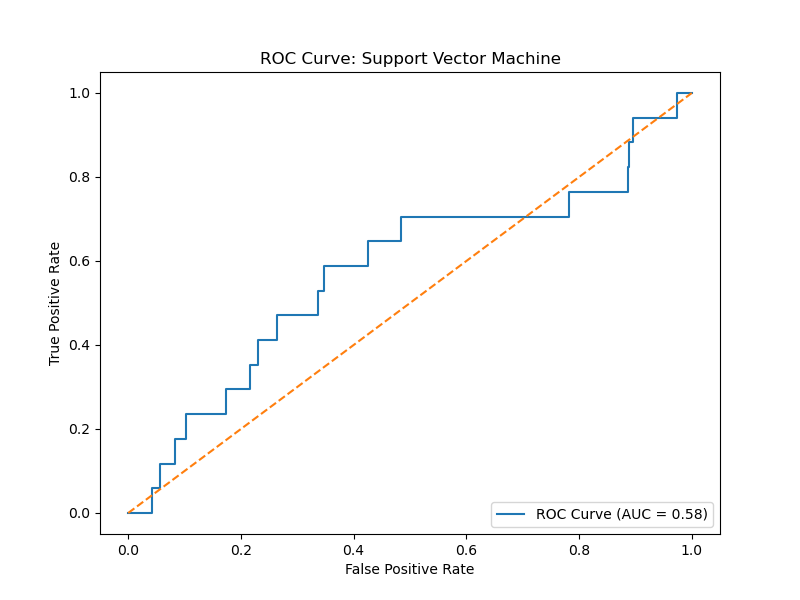 ROC Curve: Support Vector Machine
True Positive Rate
1.0
0.8
0.6
0.4
0.2
0.0
ROC Curve (AUC = 0.58)
0.0 0.2 0.4 0.6 0.8 1.0
False Positive Rate